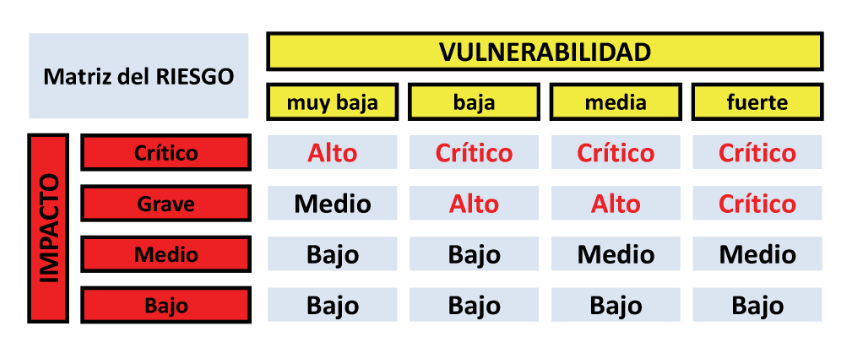 Matriz del RIESGO
VULNERABILIDAD
muy baja baja media fuerte
IMPACTO
Crítico Alto Crítico Crítico Crítico
Grave Medio Alto Alto Crítico
Medio Bajo Bajo Medio Medio
Bajo Bajo Bajo Bajo Bajo